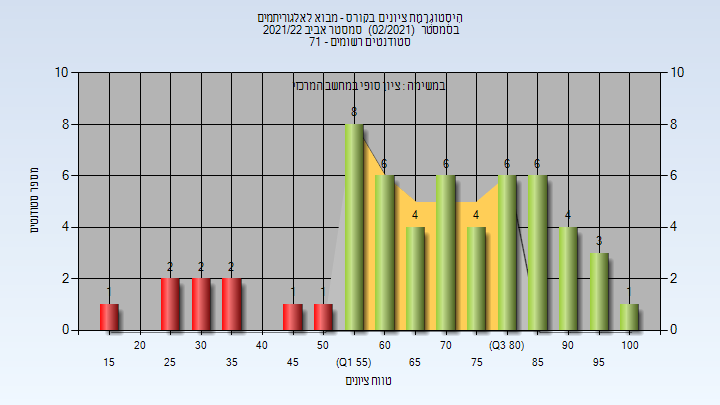 היסטוגרמת ציונים בקורס - מבוא לאלגוריתמים
בסמסטר (02/2021) סמסטר אביב 2021/22
סטודנטים רשומים - 71
במשימה : ציון סופי במחשב המרכזי
10 10
8 8
6 6
4 4
2 2
0 0
מספר סטודנטים
1 2 2 2 1 1 8 6 4 6 4 6 6 4 3 1
20 30 40 50 60 70 (Q3 80) 90 100
15 25 35 45 (Q1 55) 65 75 85 95
טווח ציונים